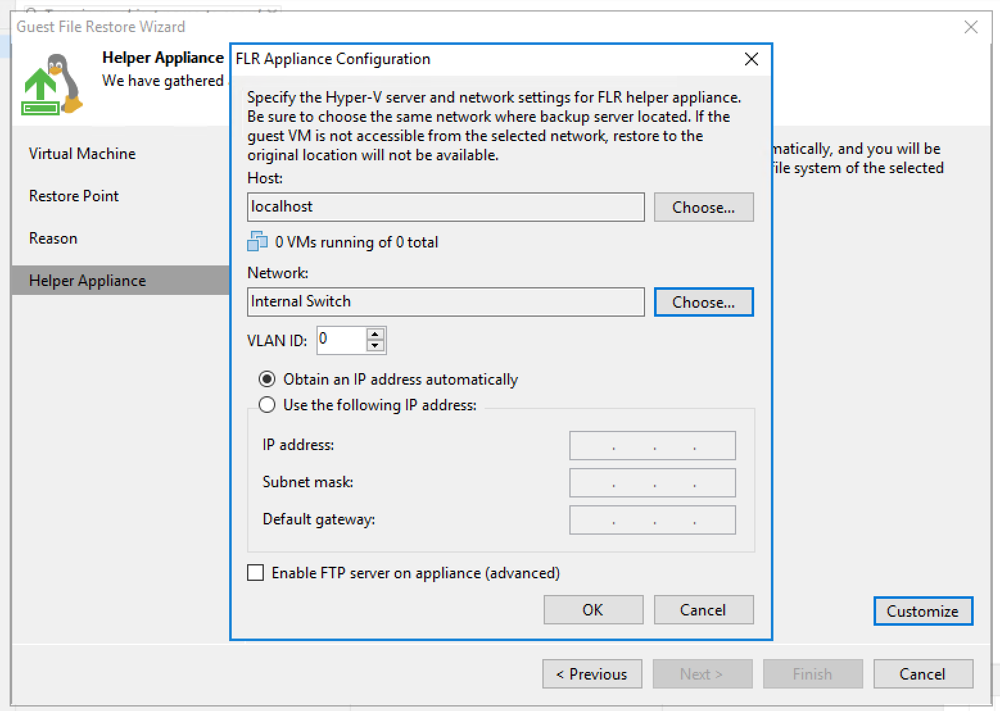 Guest File Restore Wizard
Helper Appliance
We have gathered
Virtual Machine
Restore Point
Reason
Helper Appliance
FLR Appliance Configuration
Specify the Hyper-V server and network settings for FLR helper appliance.
Be sure to choose the same network where backup server located. If the
guest VM is not accessible from the selected network, restore to the
original location will not be available.
Host:
localhost
Choose...
0 VMs running of 0 total
Network:
Internal Switch
Choose...
VLAN ID:
0
Obtain an IP address automatically
Use the following IP address:
IP address:
. . .
Subnet mask:
. . .
Default gateway:
. . .
Enable FTP server on appliance (advanced)
OK
Cancel
matically, and you will be
file system of the selected
Customize
< Previous
Next >
Finish
Cancel